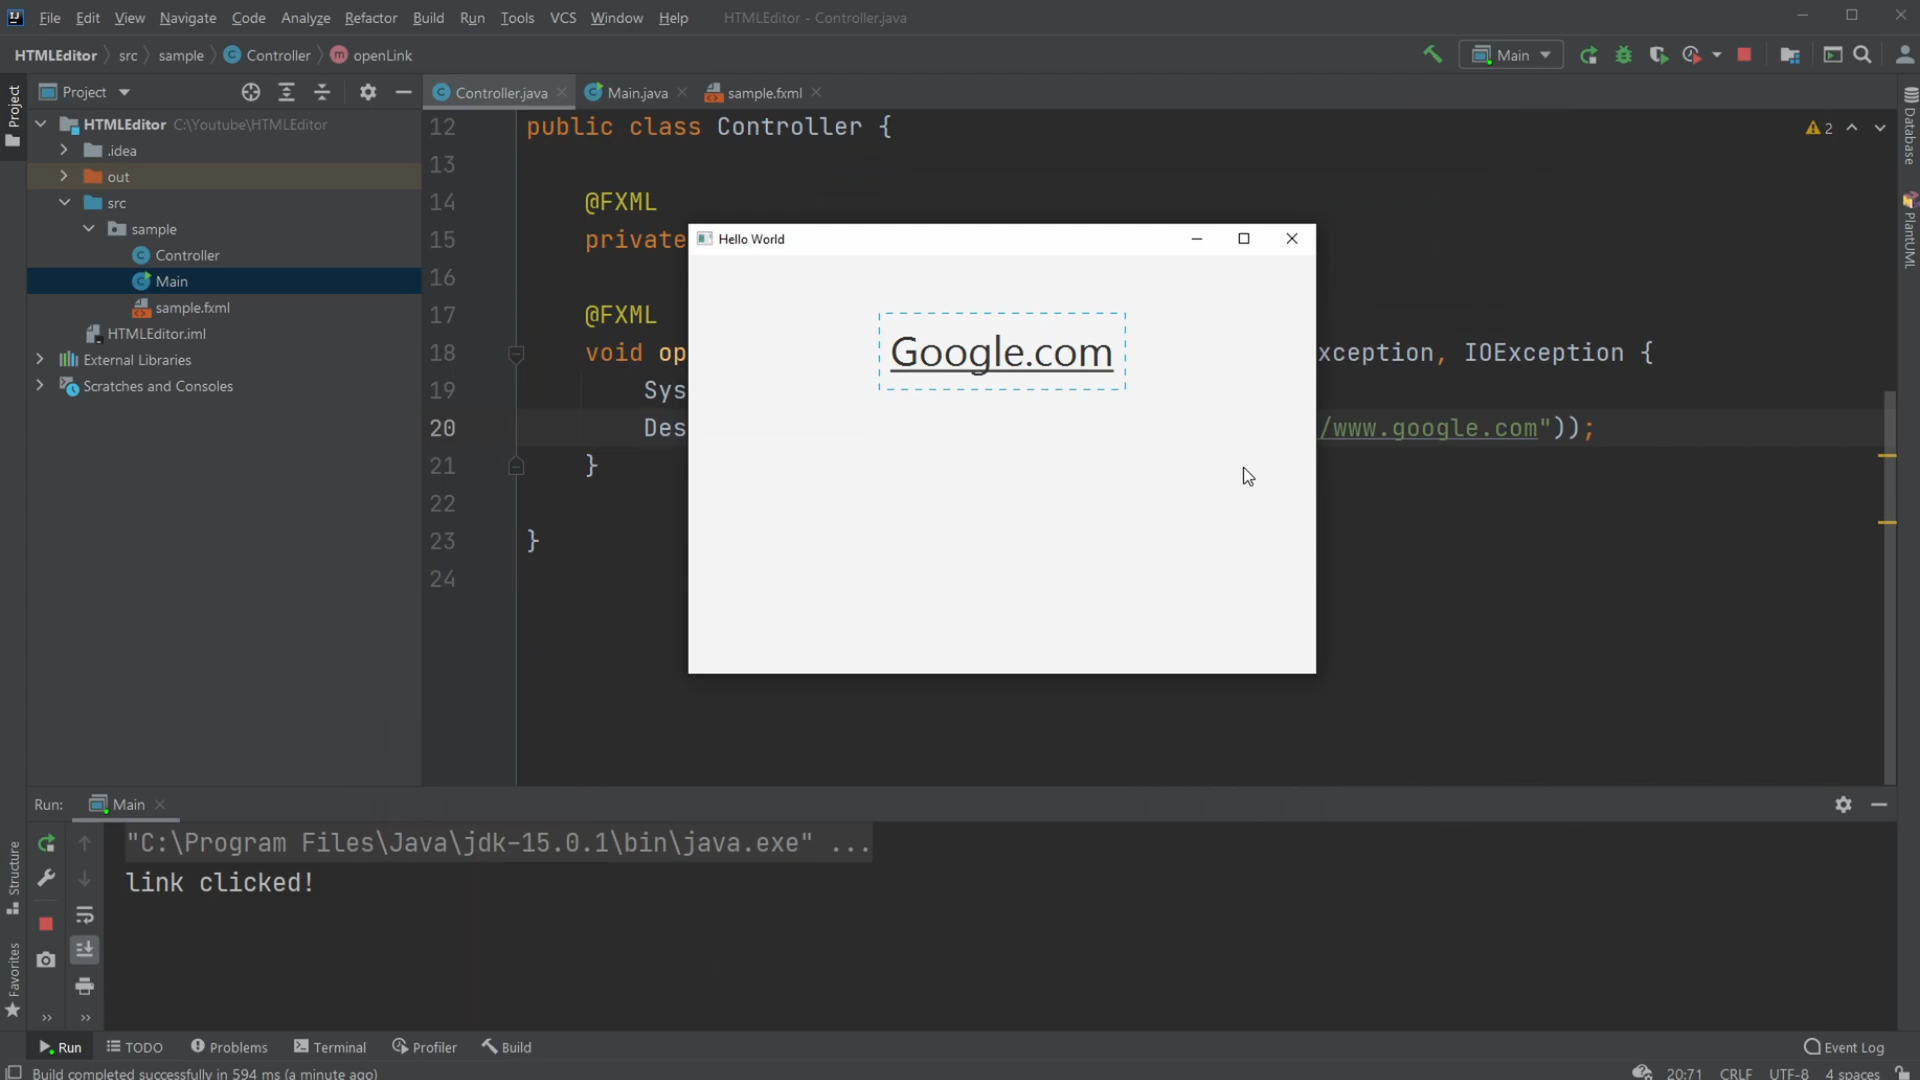 File Edit View Navigate Code Analyze Refactor Build Run Tools VCS Window Help HTMLEditor - Controller.java
HTMLEditor src sample Controller openLink
Main
Project
Controller.java Main.java sample.fxml
HTMLEditor C:\Youtube\HTMLEditor
.idea
out
src
sample
Controller
Main
sample.fxml
HTMLEditor.iml
External Libraries
Scratches and Consoles
12 public class Controller {
13
14 @FXML
15 private
16
17 @FXML
18 void op xception, IOException {
19 Sys
20 Des /www.google.com"));
21 }
22
23 }
24
2
Hello World
Google.com
Project
Structure
Favorites
Database
PlantUML
Run: Main
"C:\Program Files\Java\jdk-15.0.1\bin\java.exe" ...
link clicked!
Run TODO Problems Terminal Profiler Build Event Log
Build completed successfully in 594 ms (a minute ago) 20:71 CRLF UTF-8 4 spaces